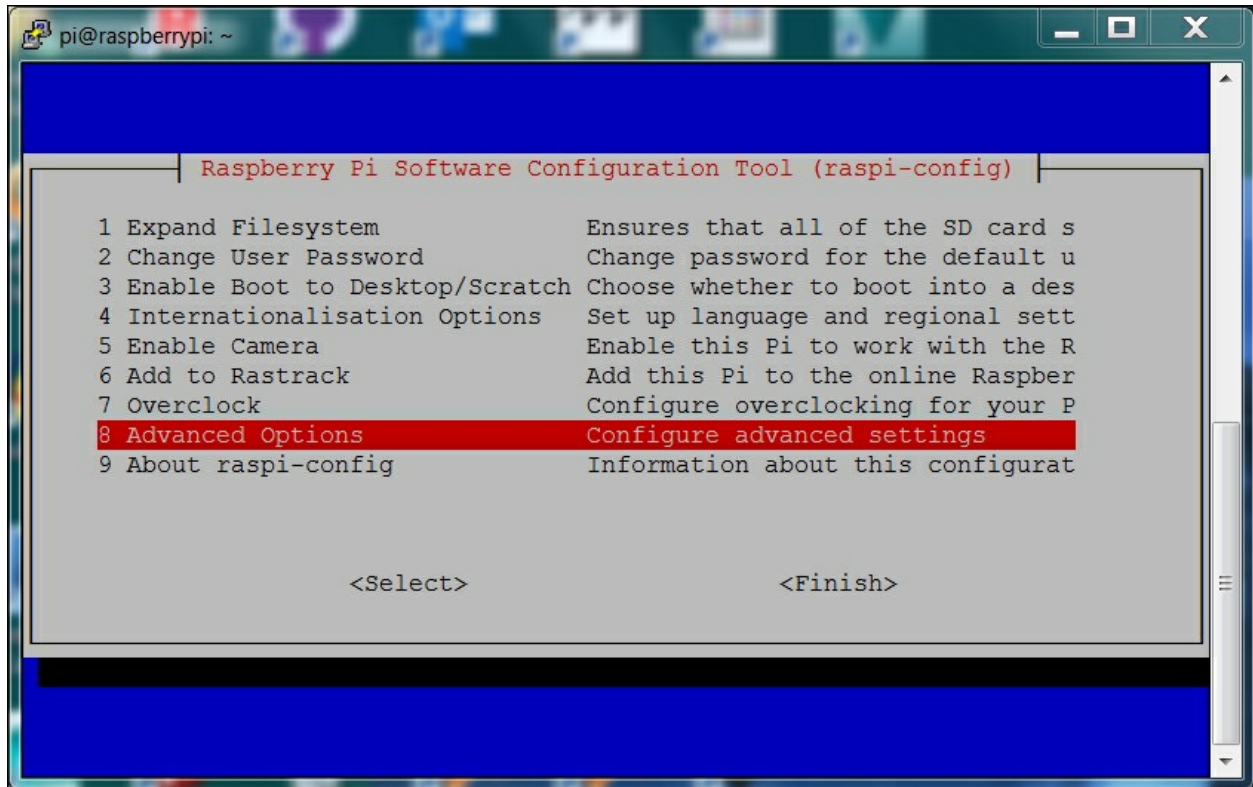 pi@raspberrypi: ~
Raspberry Pi Software Configuration Tool (raspi-config)
1 Expand Filesystem Ensures that all of the SD card s
2 Change User Password Change password for the default u
3 Enable Boot to Desktop/Scratch Choose whether to boot into a des
4 Internationalisation Options Set up language and regional sett
5 Enable Camera Enable this Pi to work with the R
6 Add to Rastrack Add this Pi to the online Raspber
7 Overclock Configure overclocking for your P
8 Advanced Options Configure advanced settings
9 About raspi-config Information about this configurat
<Select> <Finish>